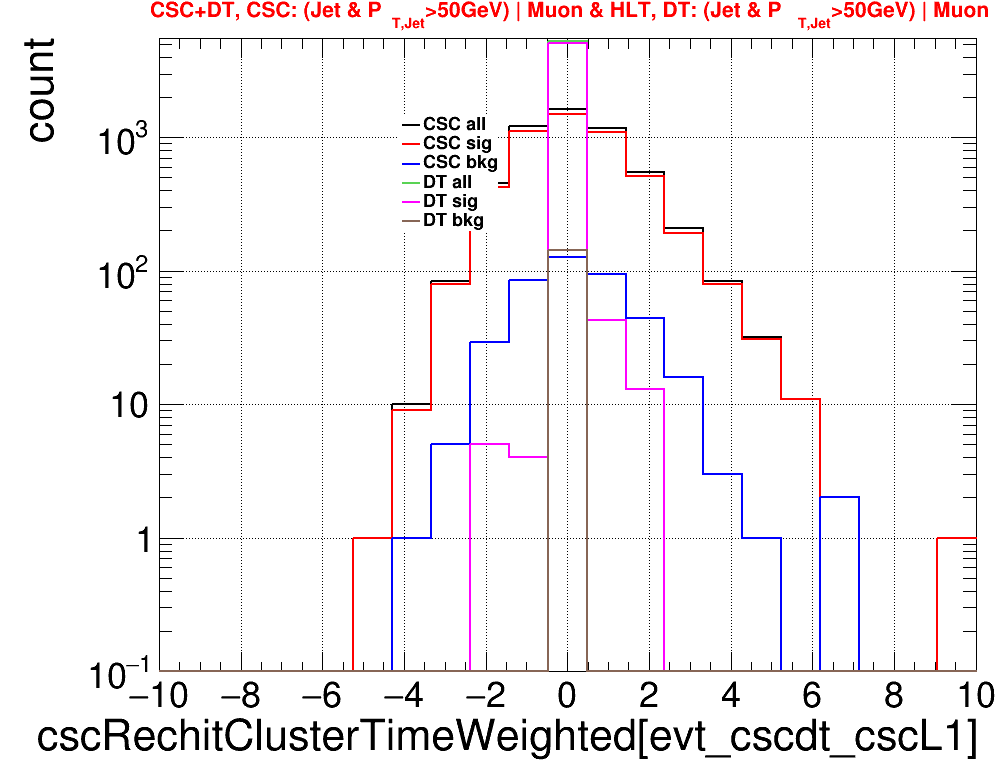 CSC+DT, CSC: (Jet & P T,Jet>50GeV) | Muon & HLT, DT: (Jet & P T,Jet>50GeV) | Muon
count
10³
10²
10
1
10⁻¹
CSC all
CSC sig
CSC bkg
DT all
DT sig
DT bkg
−10 −8 −6 −4 −2 0 2 4 6 8 10
cscRechitClusterTimeWeighted[evt_cscdt_cscL1]